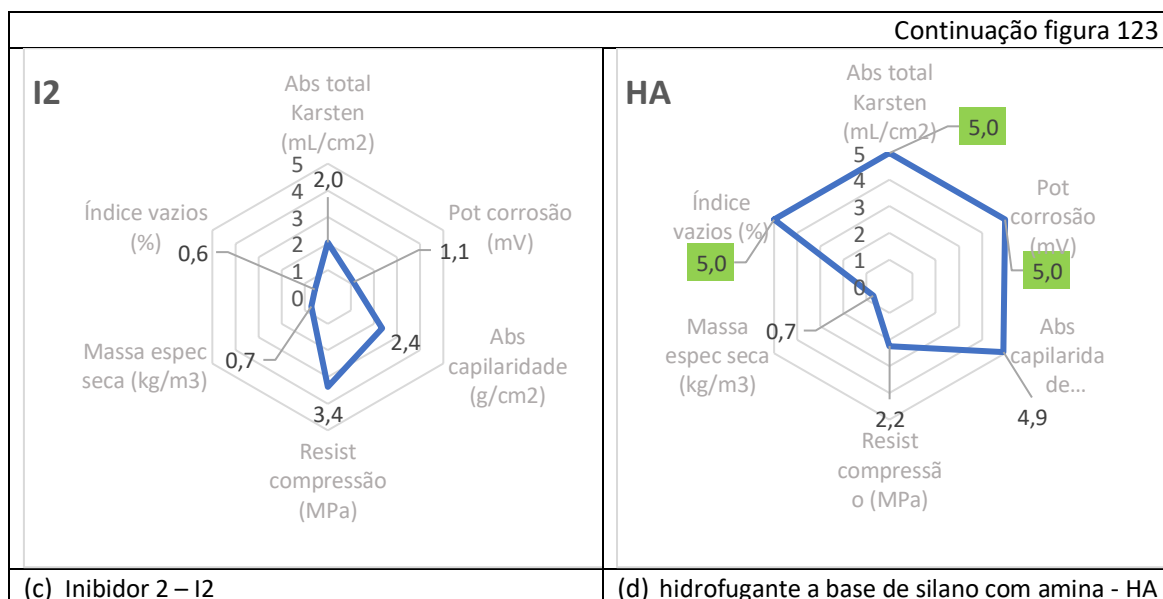 Continuação figura 123
I2
Abs total
Karsten
(mL/cm2)
5
4
3
2
1
0
2,0
Pot corrosão
(mV)
1,1
Abs
capilaridade
(g/cm2)
2,4
3,4
Resist
compressão
(MPa)
Massa espec
seca (kg/m3)
0,7
Índice vazios
(%)
0,6
(c) Inibidor 2 – I2
HA
Abs total
Karsten
(mL/cm2)
5
4
3
2
1
0
5,0
Pot
corrosão
(mV)
5,0
Abs
capilarida
de...
4,9
2,2
Resist
compressã
o (MPa)
Massa
espec seca
(kg/m3)
0,7
Índice
vazios (%)
5,0
(d) hidrofugante a base de silano com amina - HA